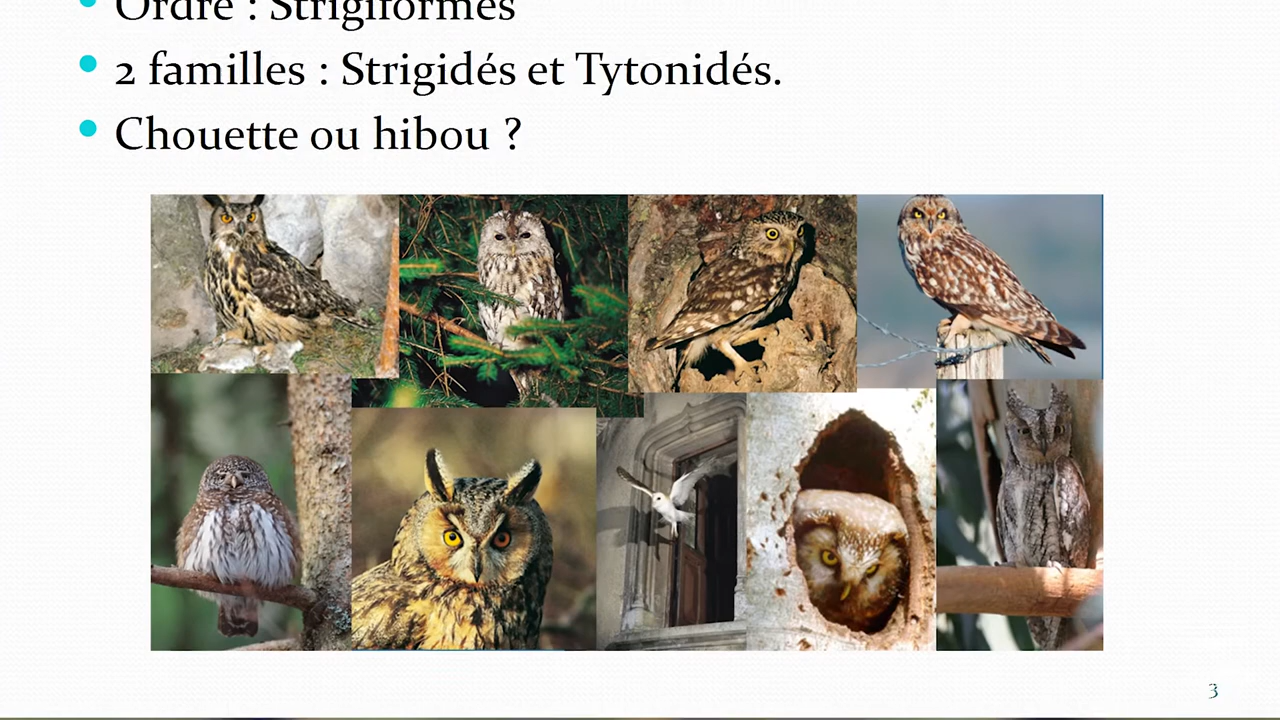 Ordre : Strigiformes
2 familles : Strigidés et Tytonidés.
Chouette ou hibou ?
3